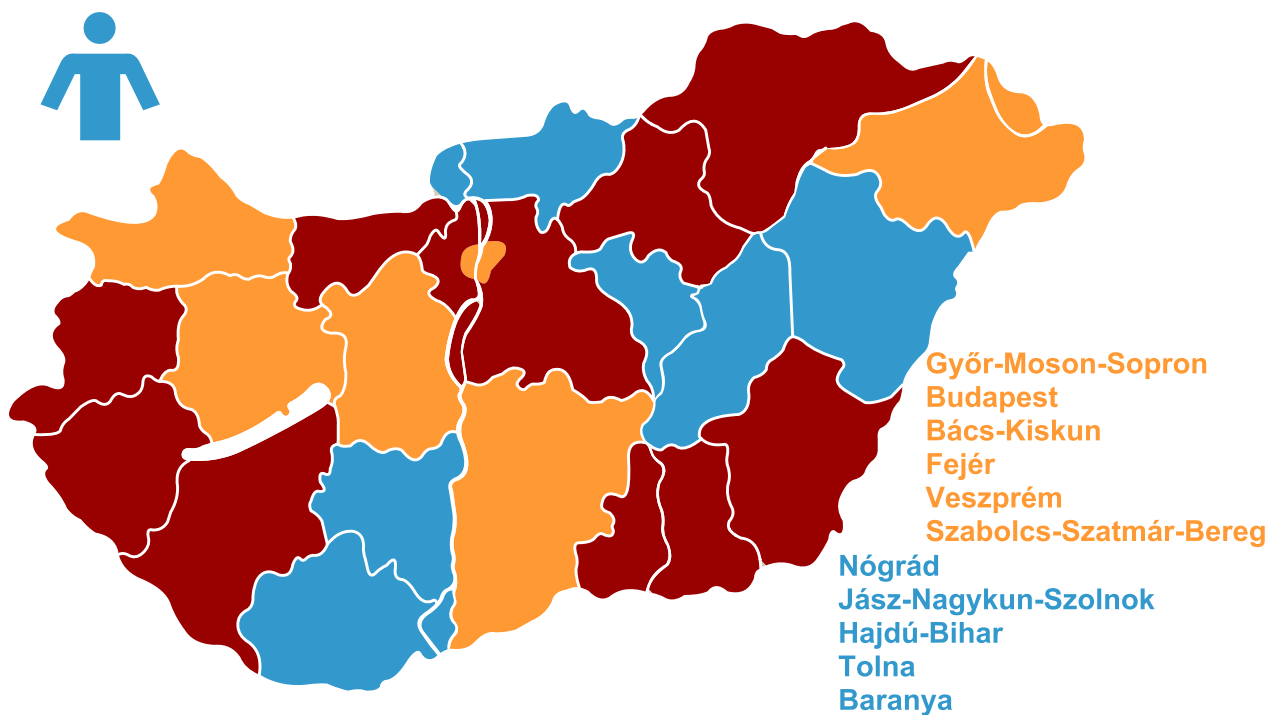 Győr-Moson-Sopron
Budapest
Bács-Kiskun
Fejér
Veszprém
Szabolcs-Szatmár-Bereg
Nógrád
Jász-Nagykun-Szolnok
Hajdú-Bihar
Tolna
Baranya